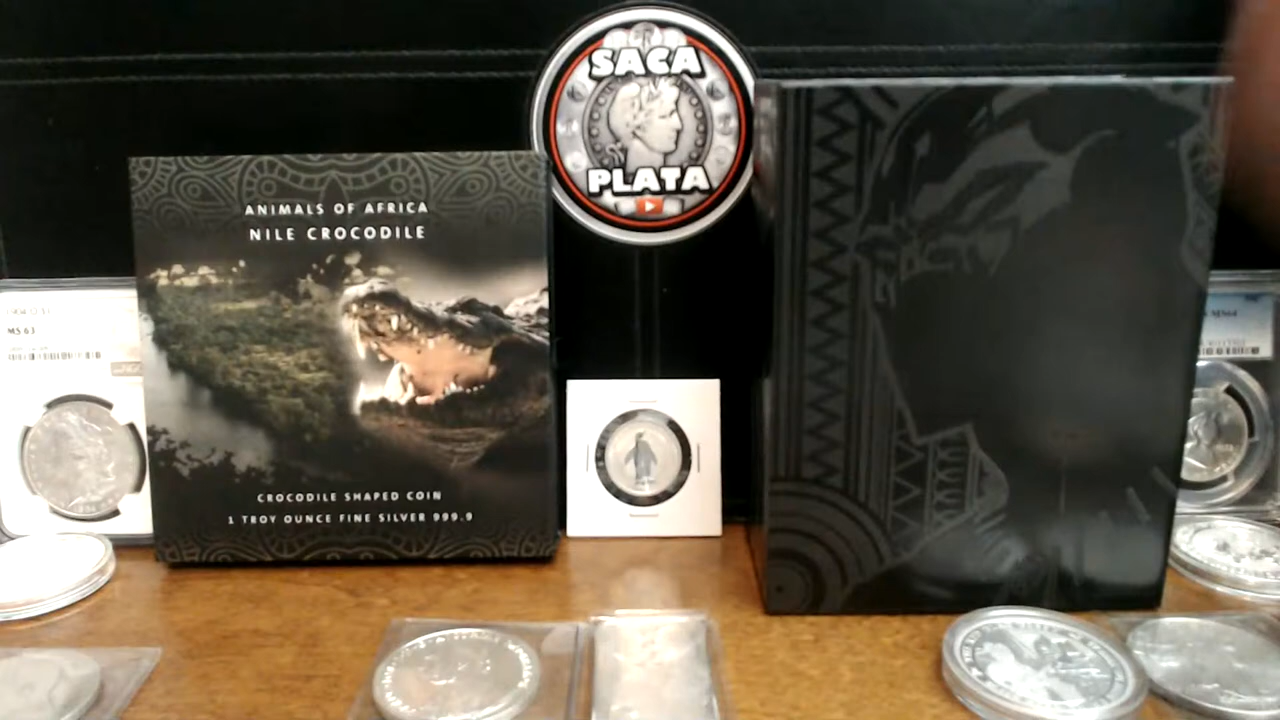 SACA
PLATA
ANIMALS OF AFRICA
NILE CROCODILE
CROCODILE SHAPED COIN
1 TROY OUNCE FINE SILVER 999.9
MS 63
MS64